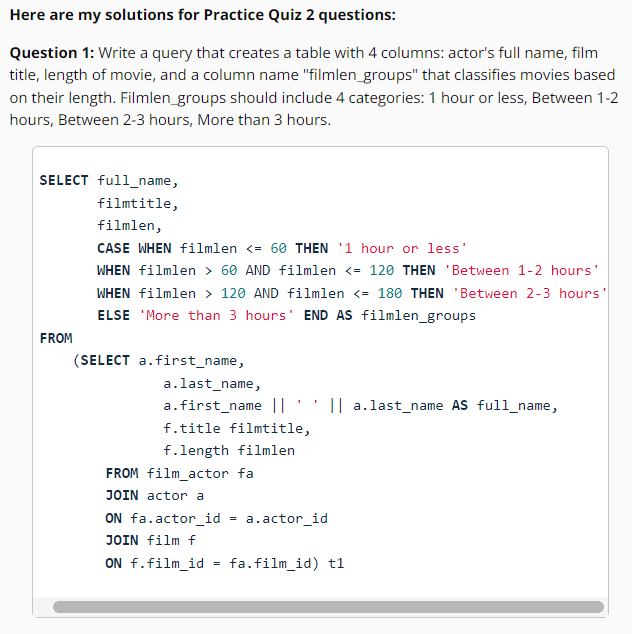 Here are my solutions for Practice Quiz 2 questions:
Question 1: Write a query that creates a table with 4 columns: actor's full name, film
title, length of movie, and a column name "filmlen_groups" that classifies movies based
on their length. Filmlen_groups should include 4 categories: 1 hour or less, Between 1-2
hours, Between 2-3 hours, More than 3 hours.
SELECT full_name,
filmtitle,
filmlen,
CASE WHEN filmlen <= 60 THEN '1 hour or less'
WHEN filmlen > 60 AND filmlen <= 120 THEN 'Between 1-2 hours'
WHEN filmlen > 120 AND filmlen <= 180 THEN 'Between 2-3 hours'
ELSE 'More than 3 hours' END AS filmlen_groups
FROM
(SELECT a.first_name,
a.last_name,
a.first_name || ' ' || a.last_name AS full_name,
f.title filmtitle,
f.length filmlen
FROM film_actor fa
JOIN actor a
ON fa.actor_id = a.actor_id
JOIN film f
ON f.film_id = fa.film_id) t1